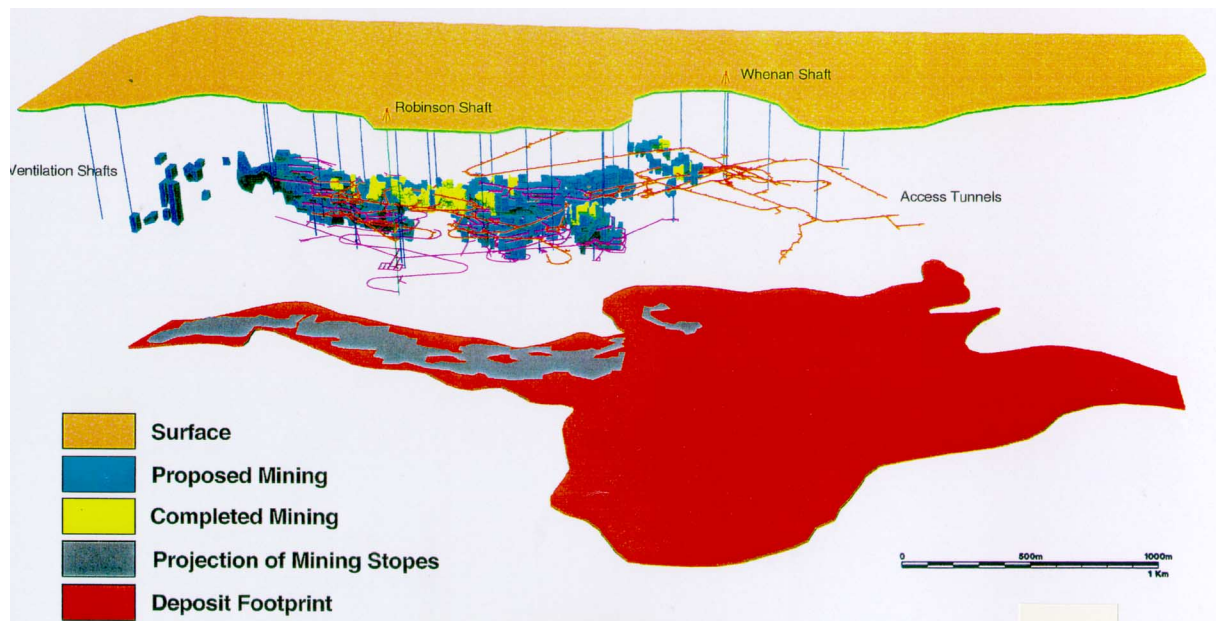 Whenan Shaft
Robinson Shaft
Ventilation Shafts
Access Tunnels
Surface
Proposed Mining
Completed Mining
Projection of Mining Stopes
Deposit Footprint
0 500m 1000m
1 Km